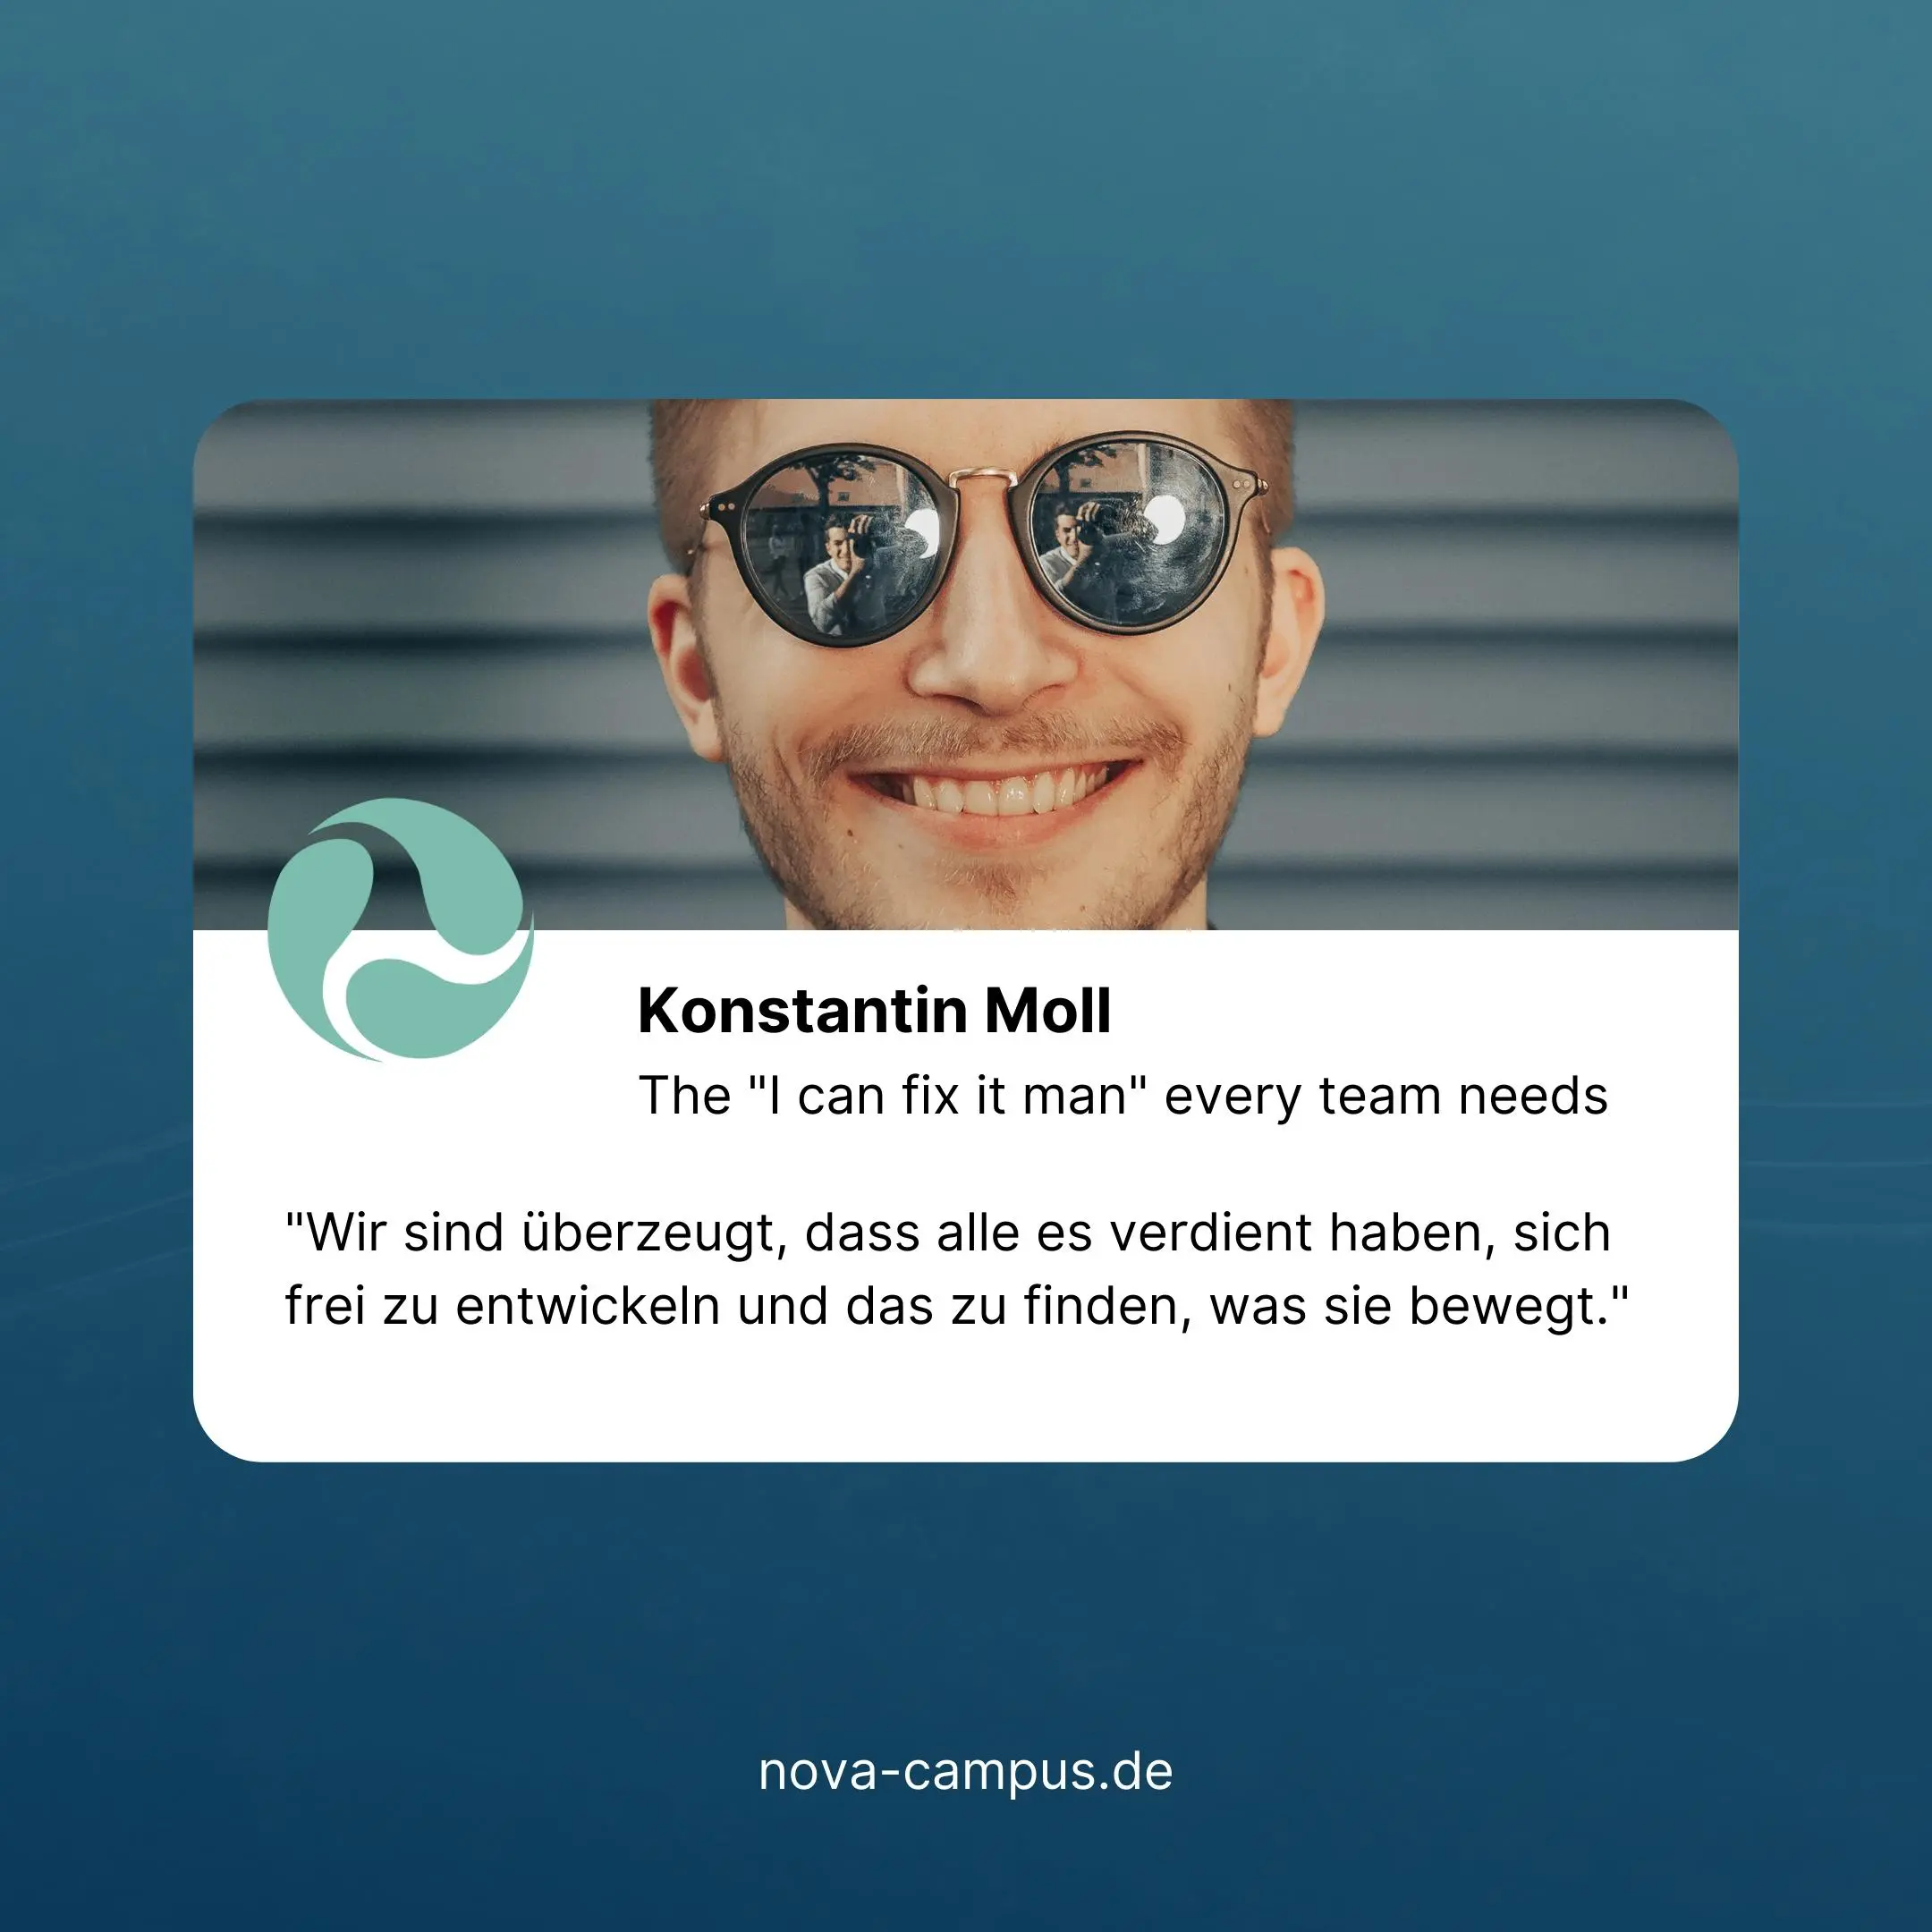 Konstantin Moll
The "I can fix it man" every team needs
"Wir sind überzeugt, dass alle es verdient haben, sich
frei zu entwickeln und das zu finden, was sie bewegt."
nova-campus.de